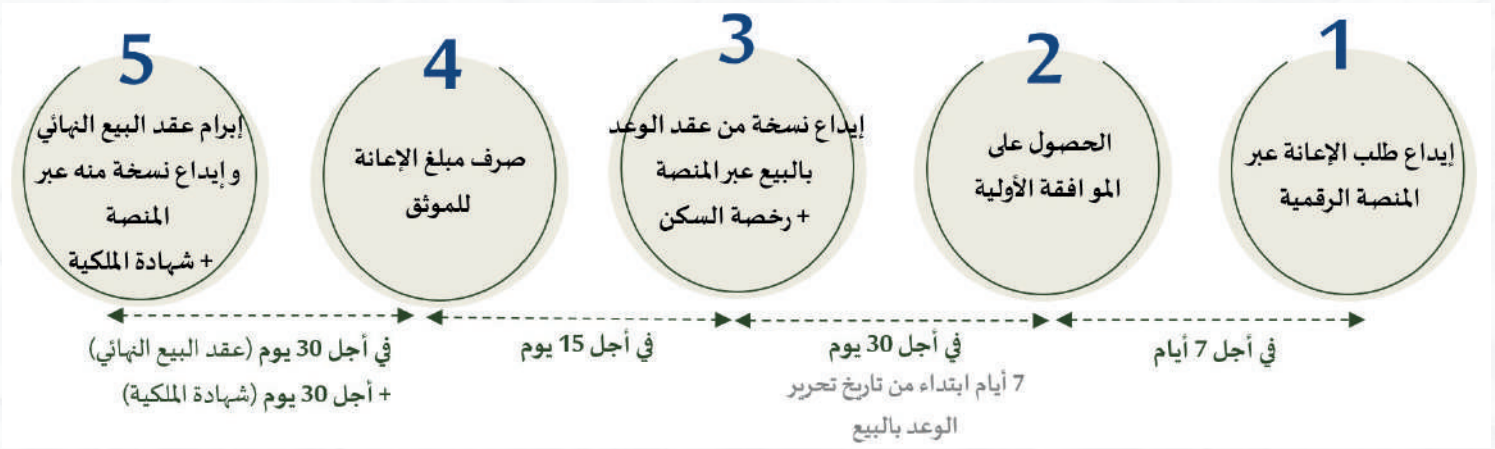 1
إيداع طلب الإعانة عبر
المنصة الرقمية
2
الحصول على
الموافقة الأولية
3
إيداع نسخة من عقد الوعد
بالبيع عبر المنصة
+ رخصة السكن
4
صرف مبلغ الإعانة
للموثق
5
إبرام عقد البيع النهائي
وإيداع نسخة منه عبر
المنصة
+ شهادة الملكية
في أجل 7 أيام
في أجل 30 يوم
7 أيام ابتداء من تاريخ تحرير
الوعد بالبيع
في أجل 15 يوم
في أجل 30 يوم (عقد البيع النهائي)
+ أجل 30 يوم (شهادة الملكية)